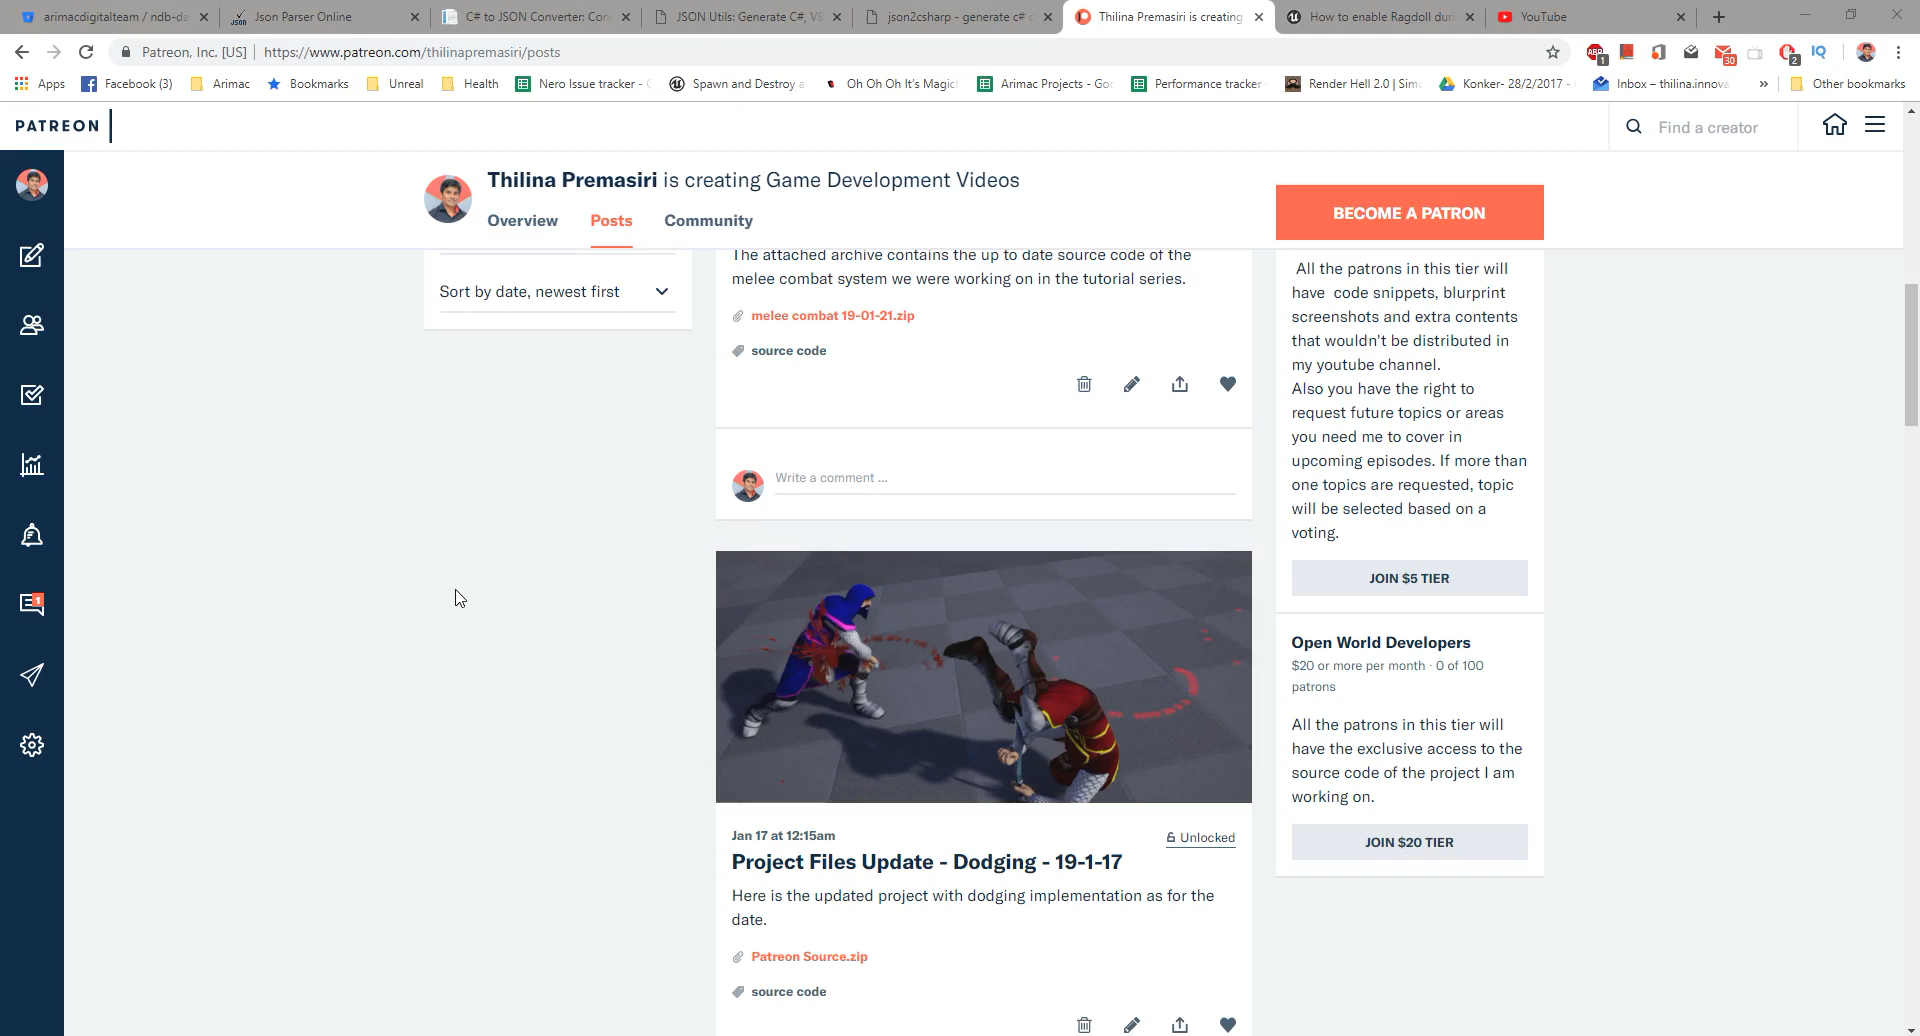 arimacdigitalteam / ndb-da
Json Parser Online
C# to JSON Converter: Con
JSON Utils: Generate C#, VB
json2csharp - generate c# c
Thilina Premasiri is creating
How to enable Ragdoll duri
YouTube
Patreon, Inc. [US] | https://www.patreon.com/thilinapremasiri/posts
ABP 1 30 2 IQ
Apps Facebook (3) Arimac Bookmarks Unreal Health Nero Issue tracker - Spawn and Destroy a Oh Oh Oh It's Magic! Arimac Projects - Goo Performance tracker Render Hell 2.0 | Simo Konker- 28/2/2017 - Inbox – thilina.innova » Other bookmarks
PATREON
Find a creator
Thilina Premasiri is creating Game Development Videos
Overview Posts Community
BECOME A PATRON
Sort by date, newest first
The attached archive contains the up to date source code of the
melee combat system we were working on in the tutorial series.
melee combat 19-01-21.zip
source code
Write a comment ...
Jan 17 at 12:15am
Unlocked
Project Files Update - Dodging - 19-1-17
Here is the updated project with dodging implementation as for the
date.
Patreon Source.zip
source code
All the patrons in this tier will
have code snippets, blurprint
screenshots and extra contents
that wouldn't be distributed in
my youtube channel.
Also you have the right to
request future topics or areas
you need me to cover in
upcoming episodes. If more than
one topics are requested, topic
will be selected based on a
voting.
JOIN $5 TIER
Open World Developers
$20 or more per month · 0 of 100
patrons
All the patrons in this tier will
have the exclusive access to the
source code of the project I am
working on.
JOIN $20 TIER
1